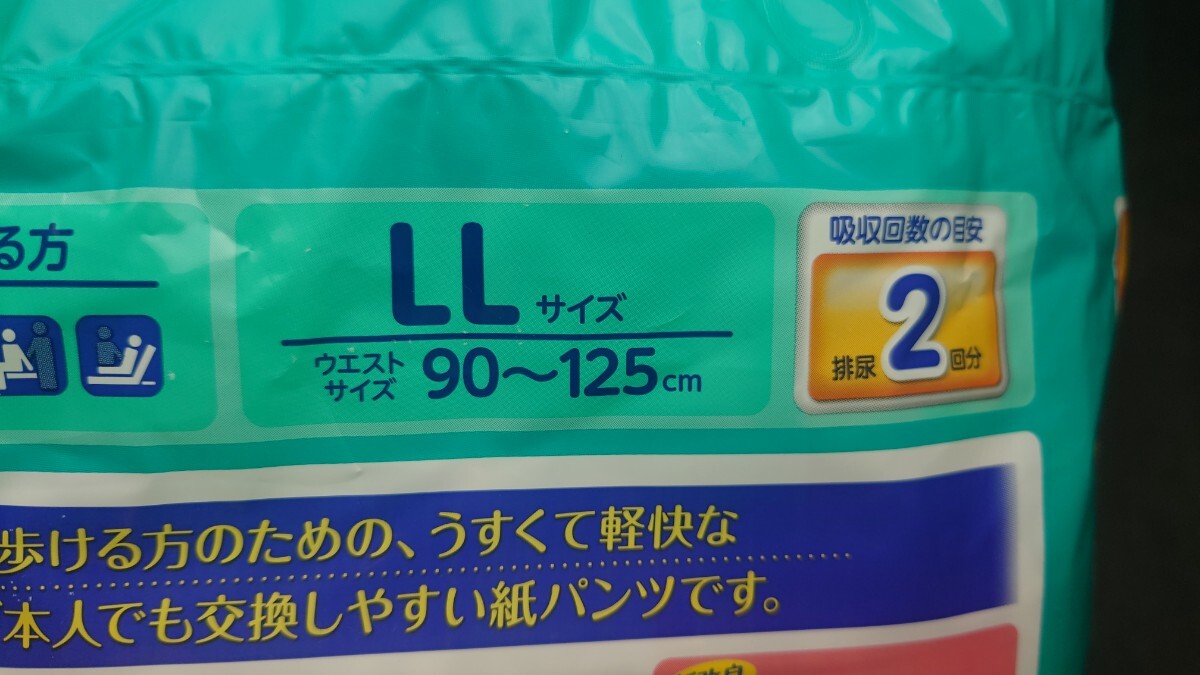 る方
LL サイズ
ウエスト
サイズ 90～125cm
吸収回数の目安
排尿 2 回分
歩ける方のための、うすくて軽快な
ご本人でも交換しやすい紙パンツです。